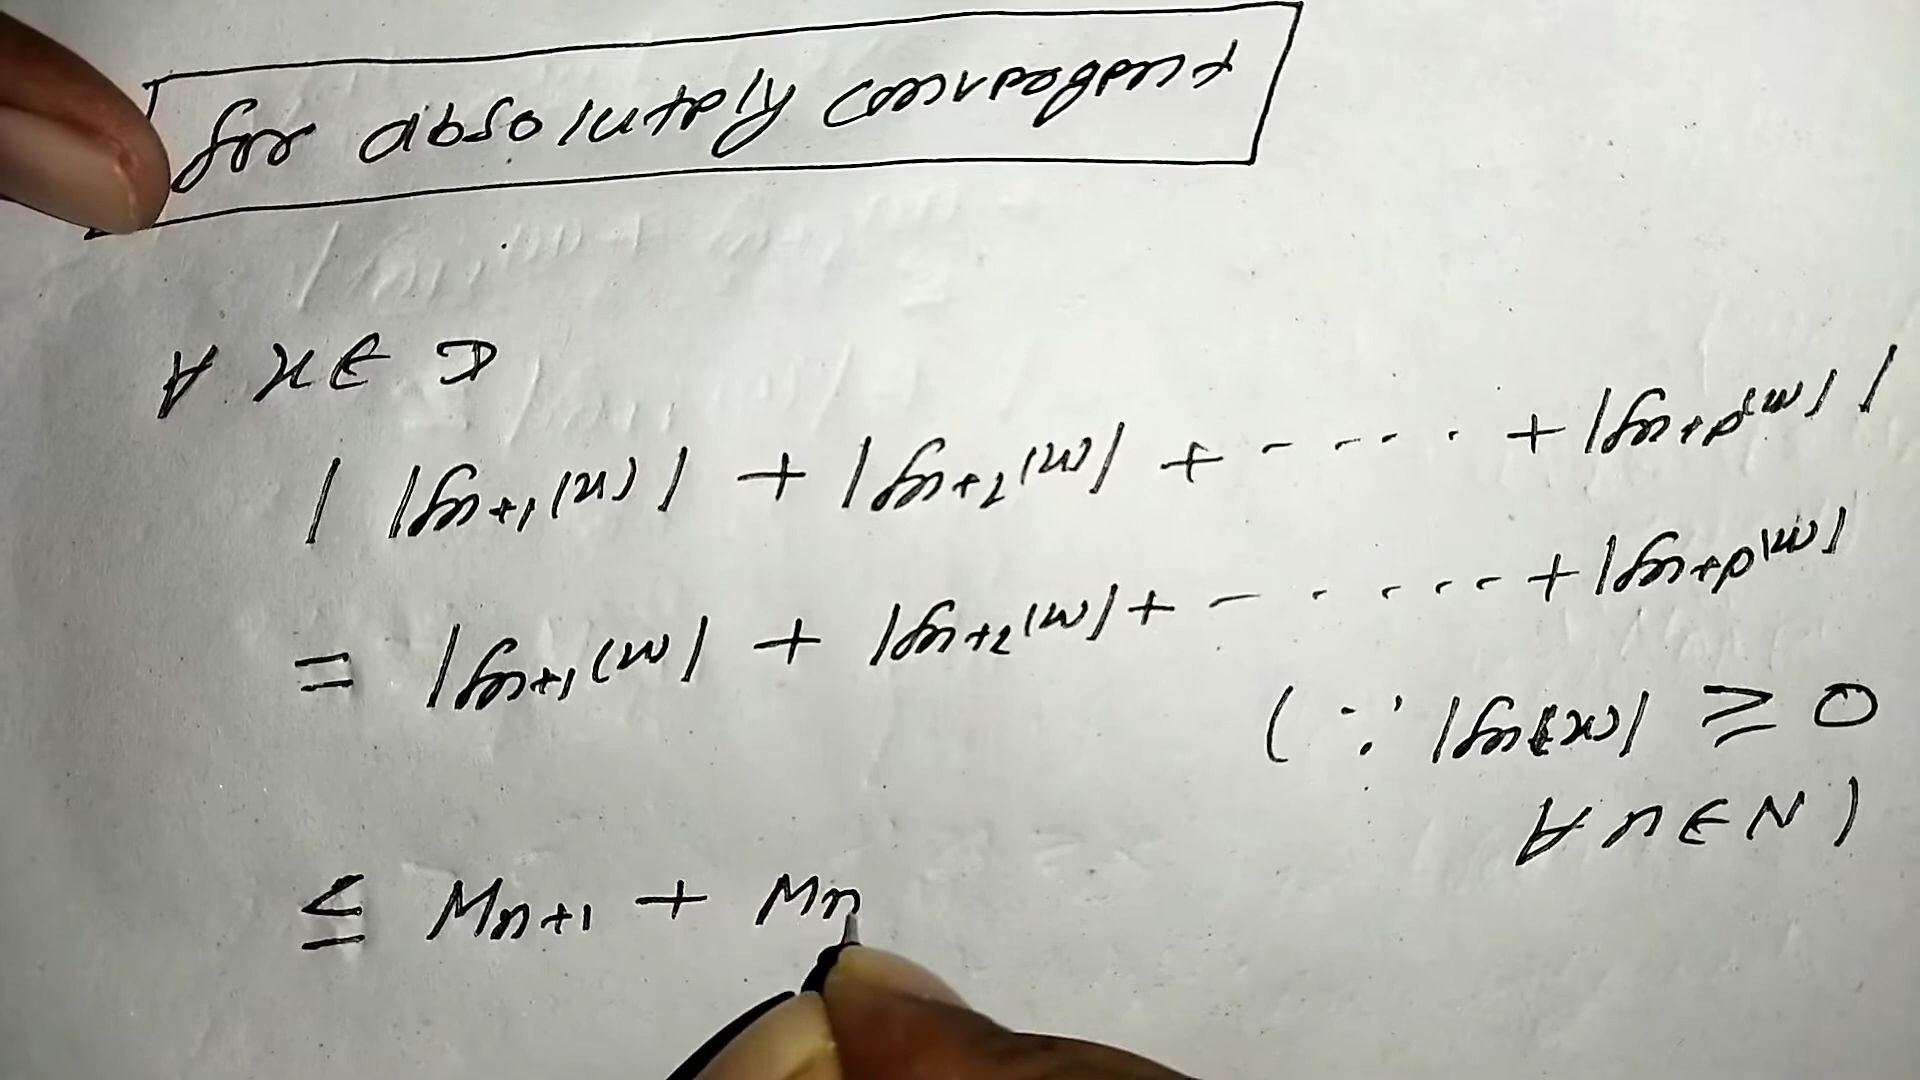 for absolutely convergent
∀ x ∈ D
| |fn+1(x)| + |fn+2(x)| + - - - - - + |fn+p(x)| |
= |fn+1(x)| + |fn+2(x)| + - - - - - - + |fn+p(x)|
(∵ |fn(x)| ≥ 0
∀ n ∈ N)
≤ Mn+1 + Mn